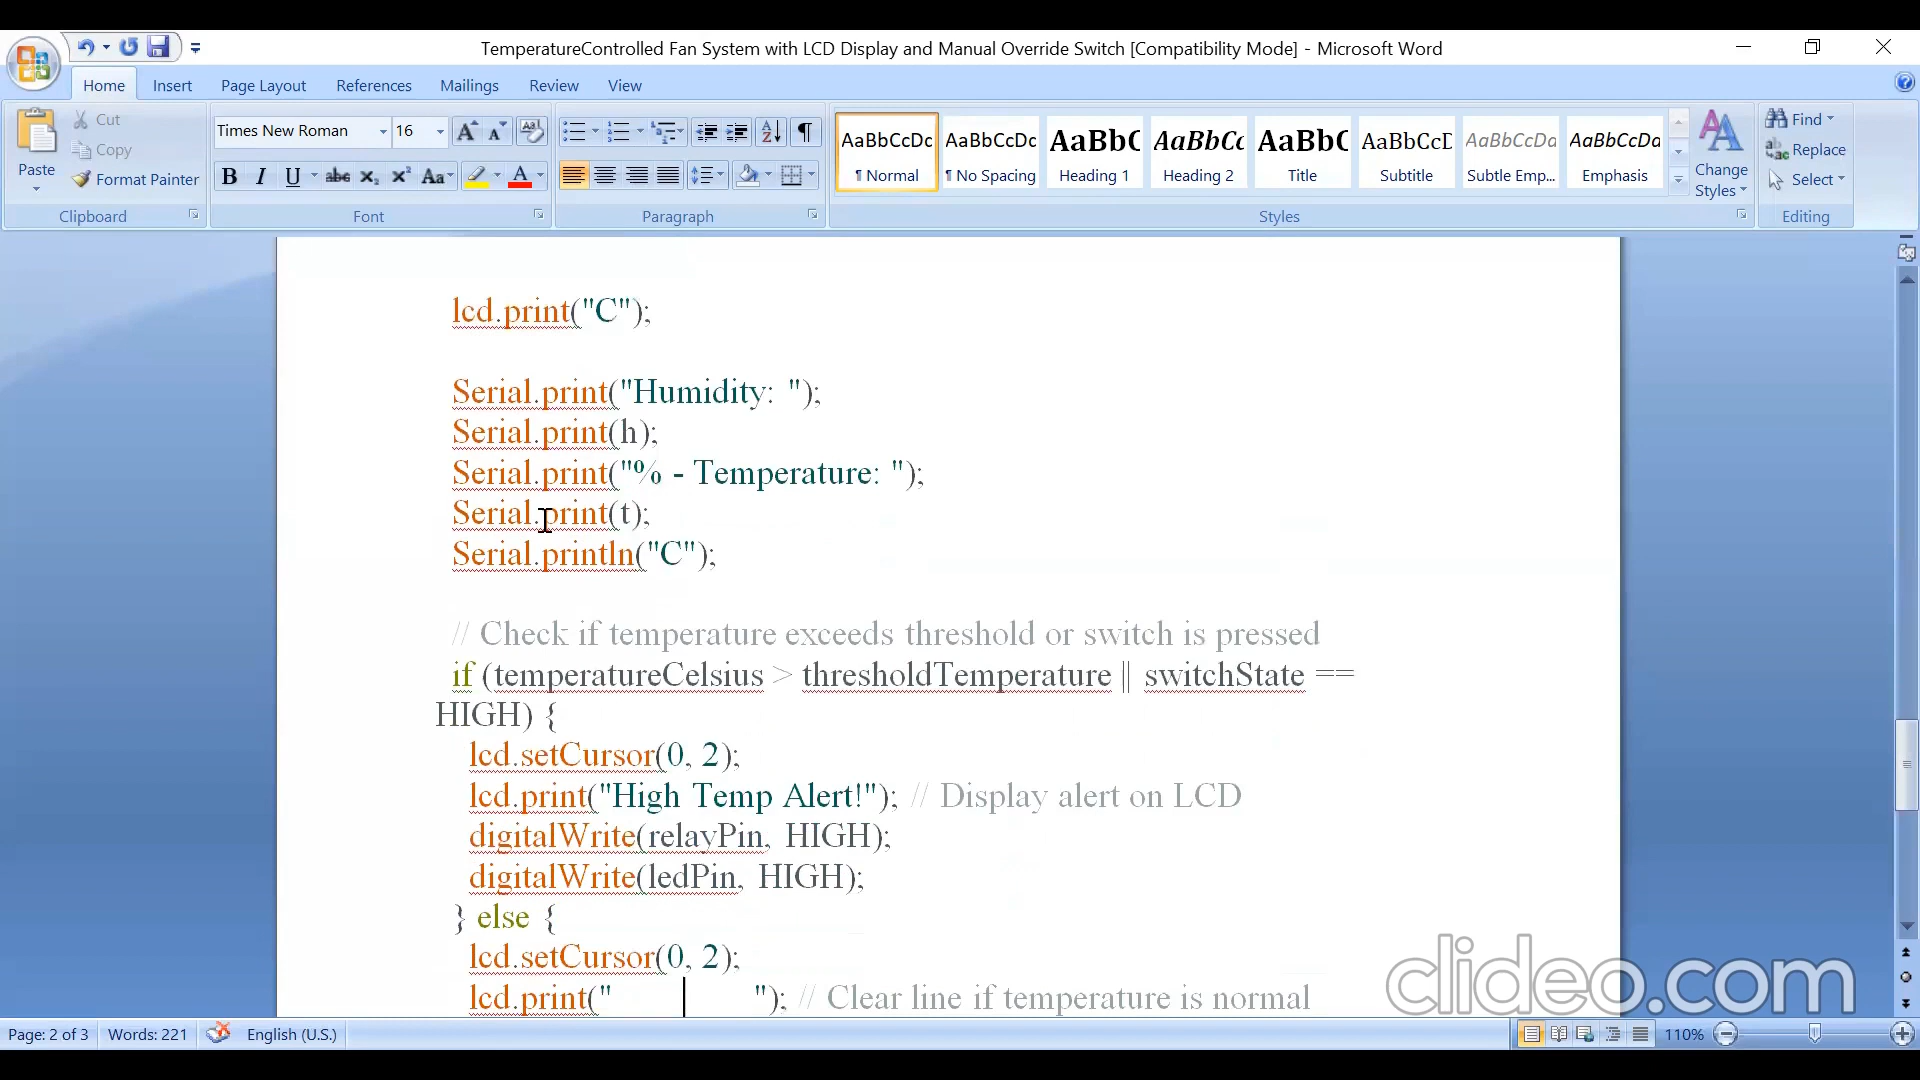 TemperatureControlled Fan System with LCD Display and Manual Override Switch [Compatibility Mode] - Microsoft Word
Home Insert Page Layout References Mailings Review View
Paste
Cut
Copy
Format Painter
Clipboard
Times New Roman 16
Font
Paragraph
AaBbCcDc AaBbCcDc AaBbC AaBbCc AaBbC AaBbCcD AaBbCcDa AaBbCcDa
¶ Normal ¶ No Spacing Heading 1 Heading 2 Title Subtitle Subtle Emp... Emphasis
Change Styles
Styles
Find
Replace
Select
Editing
lcd.print("C");
Serial.print("Humidity: ");
Serial.print(h);
Serial.print("% - Temperature: ");
Serial.print(t);
Serial.println("C");
// Check if temperature exceeds threshold or switch is pressed
if (temperatureCelsius > thresholdTemperature || switchState ==
HIGH) {
lcd.setCursor(0, 2);
lcd.print("High Temp Alert!"); // Display alert on LCD
digitalWrite(relayPin, HIGH);
digitalWrite(ledPin, HIGH);
} else {
lcd.setCursor(0, 2);
lcd.print(" "); // Clear line if temperature is normal
clideo.com
Page: 2 of 3 Words: 221 English (U.S.) 110%